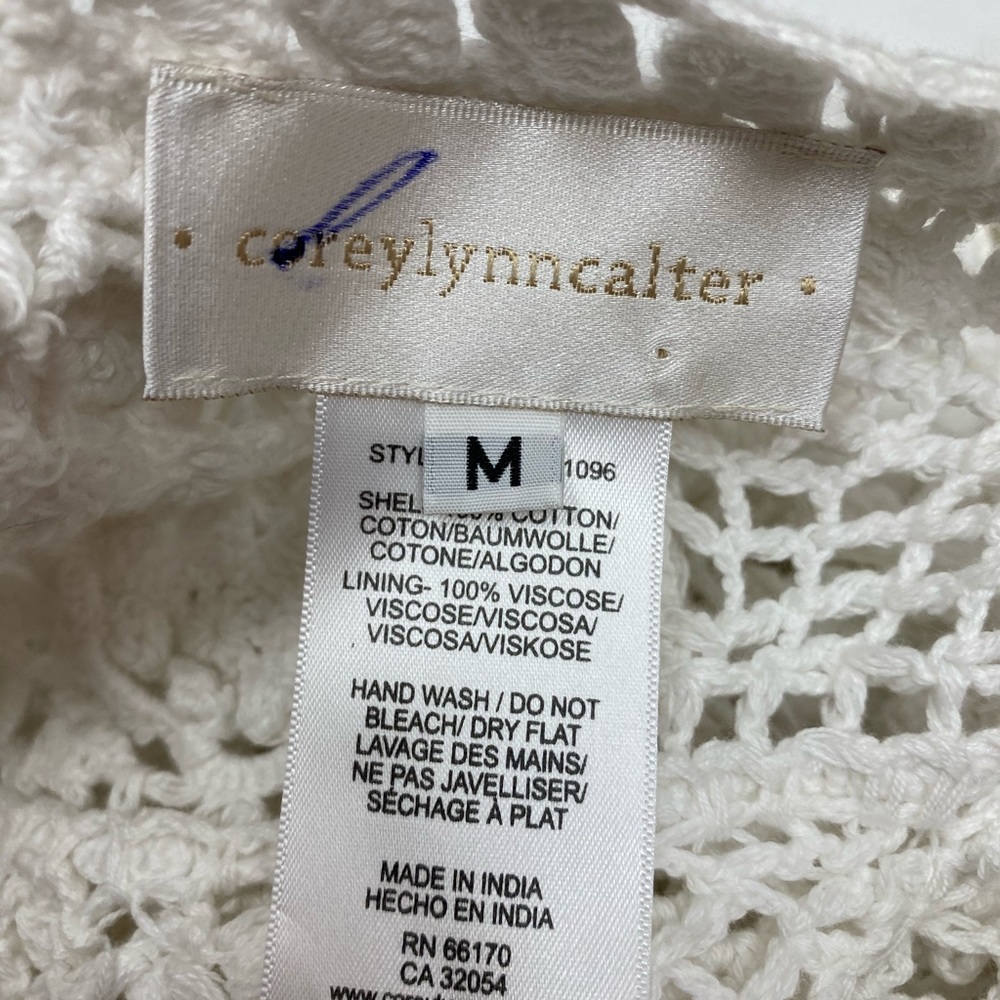 • coreylynncalter •
M
1096
COTTON/
COTON/BAUMWOLLE/
COTONE/ALGODON
LINING- 100% VISCOSE/
VISCOSE/VISCOSA/
VISCOSA/VISKOSE
HAND WASH / DO NOT
BLEACH/ DRY FLAT
LAVAGE DES MAINS/
NE PAS JAVELLISER/
SÉCHAGE À PLAT
MADE IN INDIA
HECHO EN INDIA
RN 66170
CA 32054